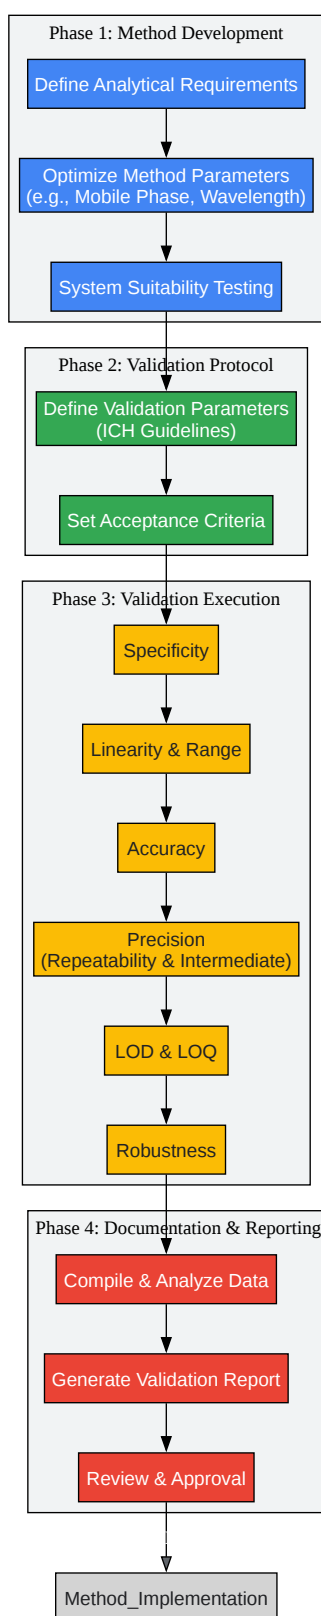 Phase 1: Method Development
Define Analytical Requirements
Optimize Method Parameters
(e.g., Mobile Phase, Wavelength)
System Suitability Testing
Phase 2: Validation Protocol
Define Validation Parameters
(ICH Guidelines)
Set Acceptance Criteria
Phase 3: Validation Execution
Specificity
Linearity & Range
Accuracy
Precision
(Repeatability & Intermediate)
LOD & LOQ
Robustness
Phase 4: Documentation & Reporting
Compile & Analyze Data
Generate Validation Report
Review & Approval
Method_Implementation